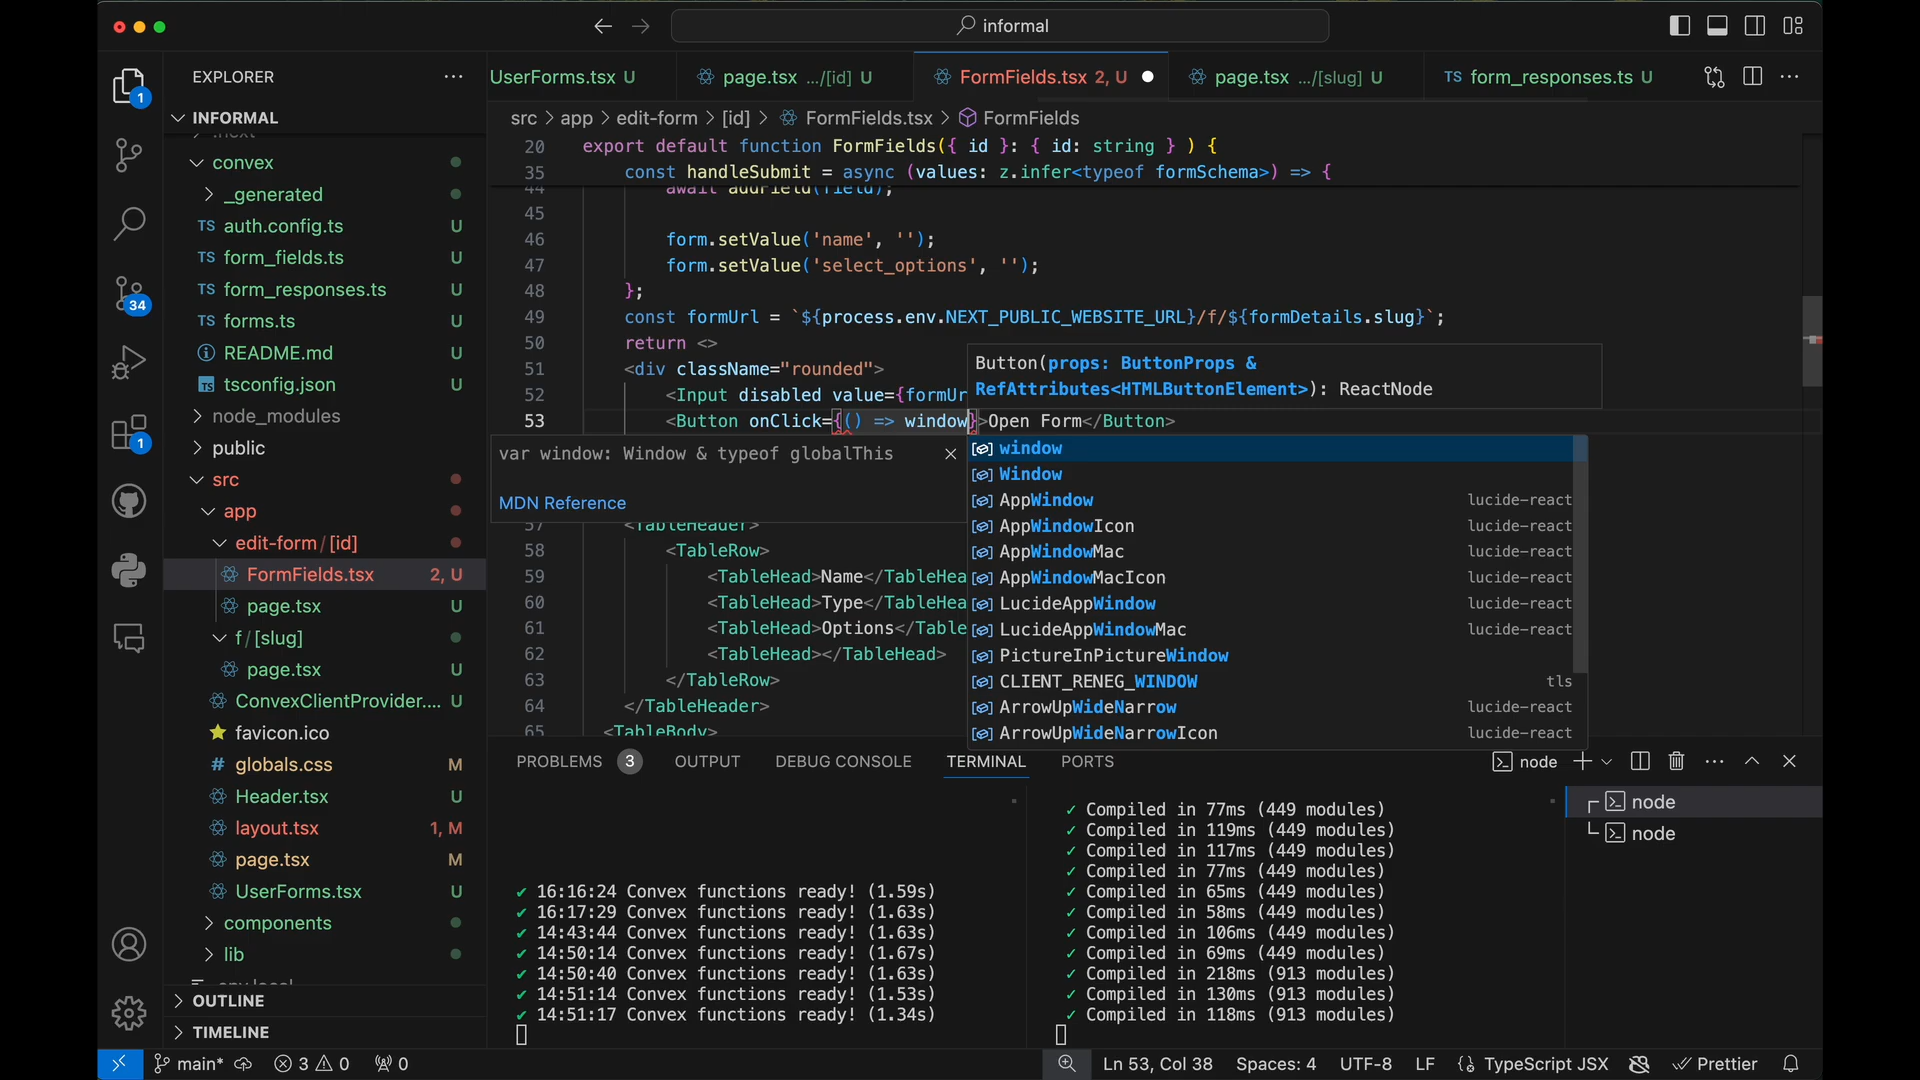 informal
EXPLORER
INFORMAL
.next
convex
_generated
auth.config.ts U
form_fields.ts U
form_responses.ts U
forms.ts U
README.md U
tsconfig.json U
node_modules
public
src
app
edit-form / [id]
FormFields.tsx 2, U
page.tsx U
f / [slug]
page.tsx U
ConvexClientProvider.... U
favicon.ico
globals.css M
Header.tsx U
layout.tsx 1, M
page.tsx M
UserForms.tsx U
components
lib
.env.local
OUTLINE
TIMELINE
1
34
1
UserForms.tsx U
page.tsx .../[id] U
FormFields.tsx 2, U
page.tsx .../[slug] U
TS form_responses.ts U
src > app > edit-form > [id] > FormFields.tsx > FormFields
20 export default function FormFields({ id }: { id: string } ) {
35 const handleSubmit = async (values: z.infer<typeof formSchema>) => {
44 await addField(field);
45
46 form.setValue('name', '');
47 form.setValue('select_options', '');
48 };
49 const formUrl = `${process.env.NEXT_PUBLIC_WEBSITE_URL}/f/${formDetails.slug}`;
50 return <>
51 <div className="rounded">
52 <Input disabled value={formUr
53 <Button onClick={() => window}>Open Form</Button>
Button(props: ButtonProps &
RefAttributes<HTMLButtonElement>): ReactNode
var window: Window & typeof globalThis
MDN Reference
window
Window
AppWindow lucide-react
AppWindowIcon lucide-react
AppWindowMac lucide-react
AppWindowMacIcon lucide-react
LucideAppWindow lucide-react
LucideAppWindowMac lucide-react
PictureInPictureWindow
CLIENT_RENEG_WINDOW tls
ArrowUpWideNarrow lucide-react
ArrowUpWideNarrowIcon lucide-react
57 <TableHeader>
58 <TableRow>
59 <TableHead>Name</TableHea
60 <TableHead>Type</TableHea
61 <TableHead>Options</Table
62 <TableHead></TableHead>
63 </TableRow>
64 </TableHeader>
65 <TableBody>
PROBLEMS 3 OUTPUT DEBUG CONSOLE TERMINAL PORTS
node
✔ 16:16:24 Convex functions ready! (1.59s)
✔ 16:17:29 Convex functions ready! (1.63s)
✔ 14:43:44 Convex functions ready! (1.63s)
✔ 14:50:14 Convex functions ready! (1.67s)
✔ 14:50:40 Convex functions ready! (1.63s)
✔ 14:51:14 Convex functions ready! (1.53s)
✔ 14:51:17 Convex functions ready! (1.34s)
✓ Compiled in 77ms (449 modules)
✓ Compiled in 119ms (449 modules)
✓ Compiled in 117ms (449 modules)
✓ Compiled in 77ms (449 modules)
✓ Compiled in 65ms (449 modules)
✓ Compiled in 58ms (449 modules)
✓ Compiled in 106ms (449 modules)
✓ Compiled in 69ms (449 modules)
✓ Compiled in 218ms (913 modules)
✓ Compiled in 130ms (913 modules)
✓ Compiled in 118ms (913 modules)
node
node
main* 3 0 0
Ln 53, Col 38 Spaces: 4 UTF-8 LF {} TypeScript JSX Prettier